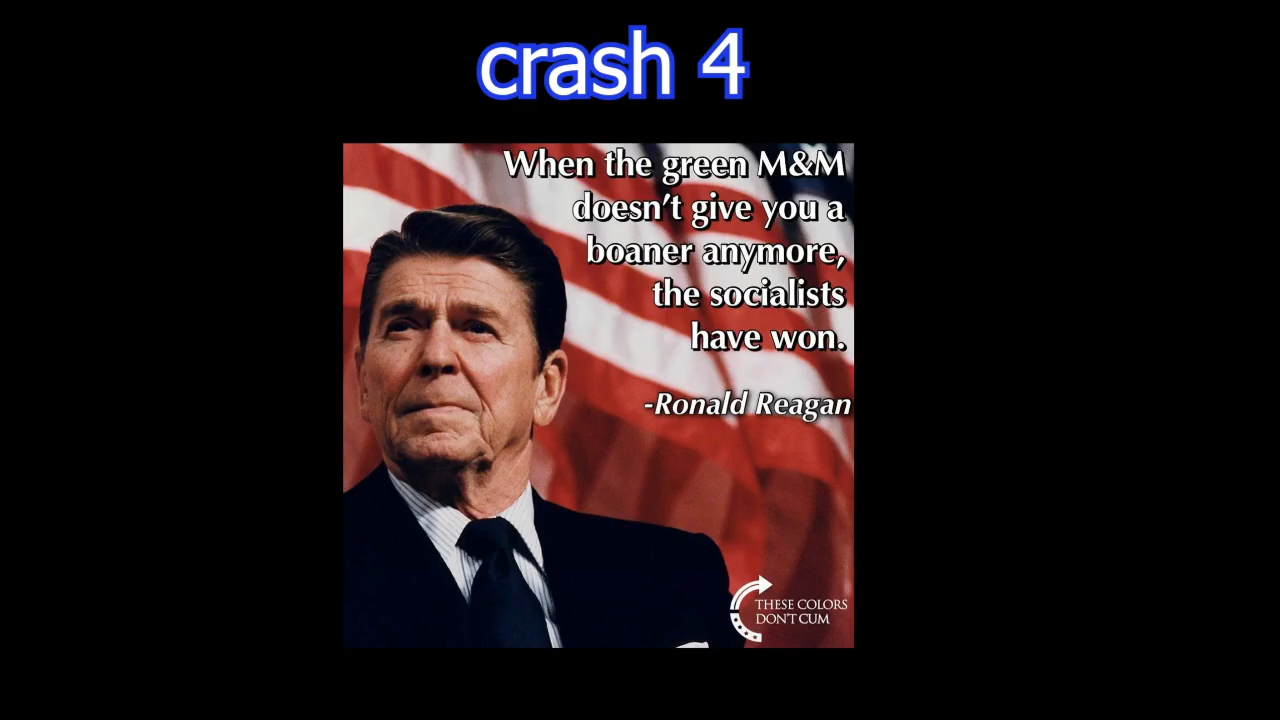 crash 4
When the green M&M
doesn't give you a
boaner anymore,
the socialists
have won.
-Ronald Reagan
THESE COLORS
DON'T CUM